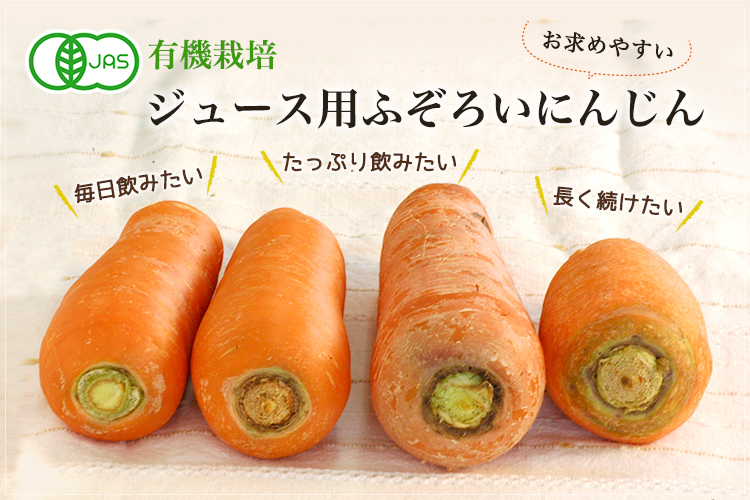 JAS
有機栽培
お求めやすい
ジュース用ふぞろいにんじん
毎日飲みたい
たっぷり飲みたい
長く続けたい